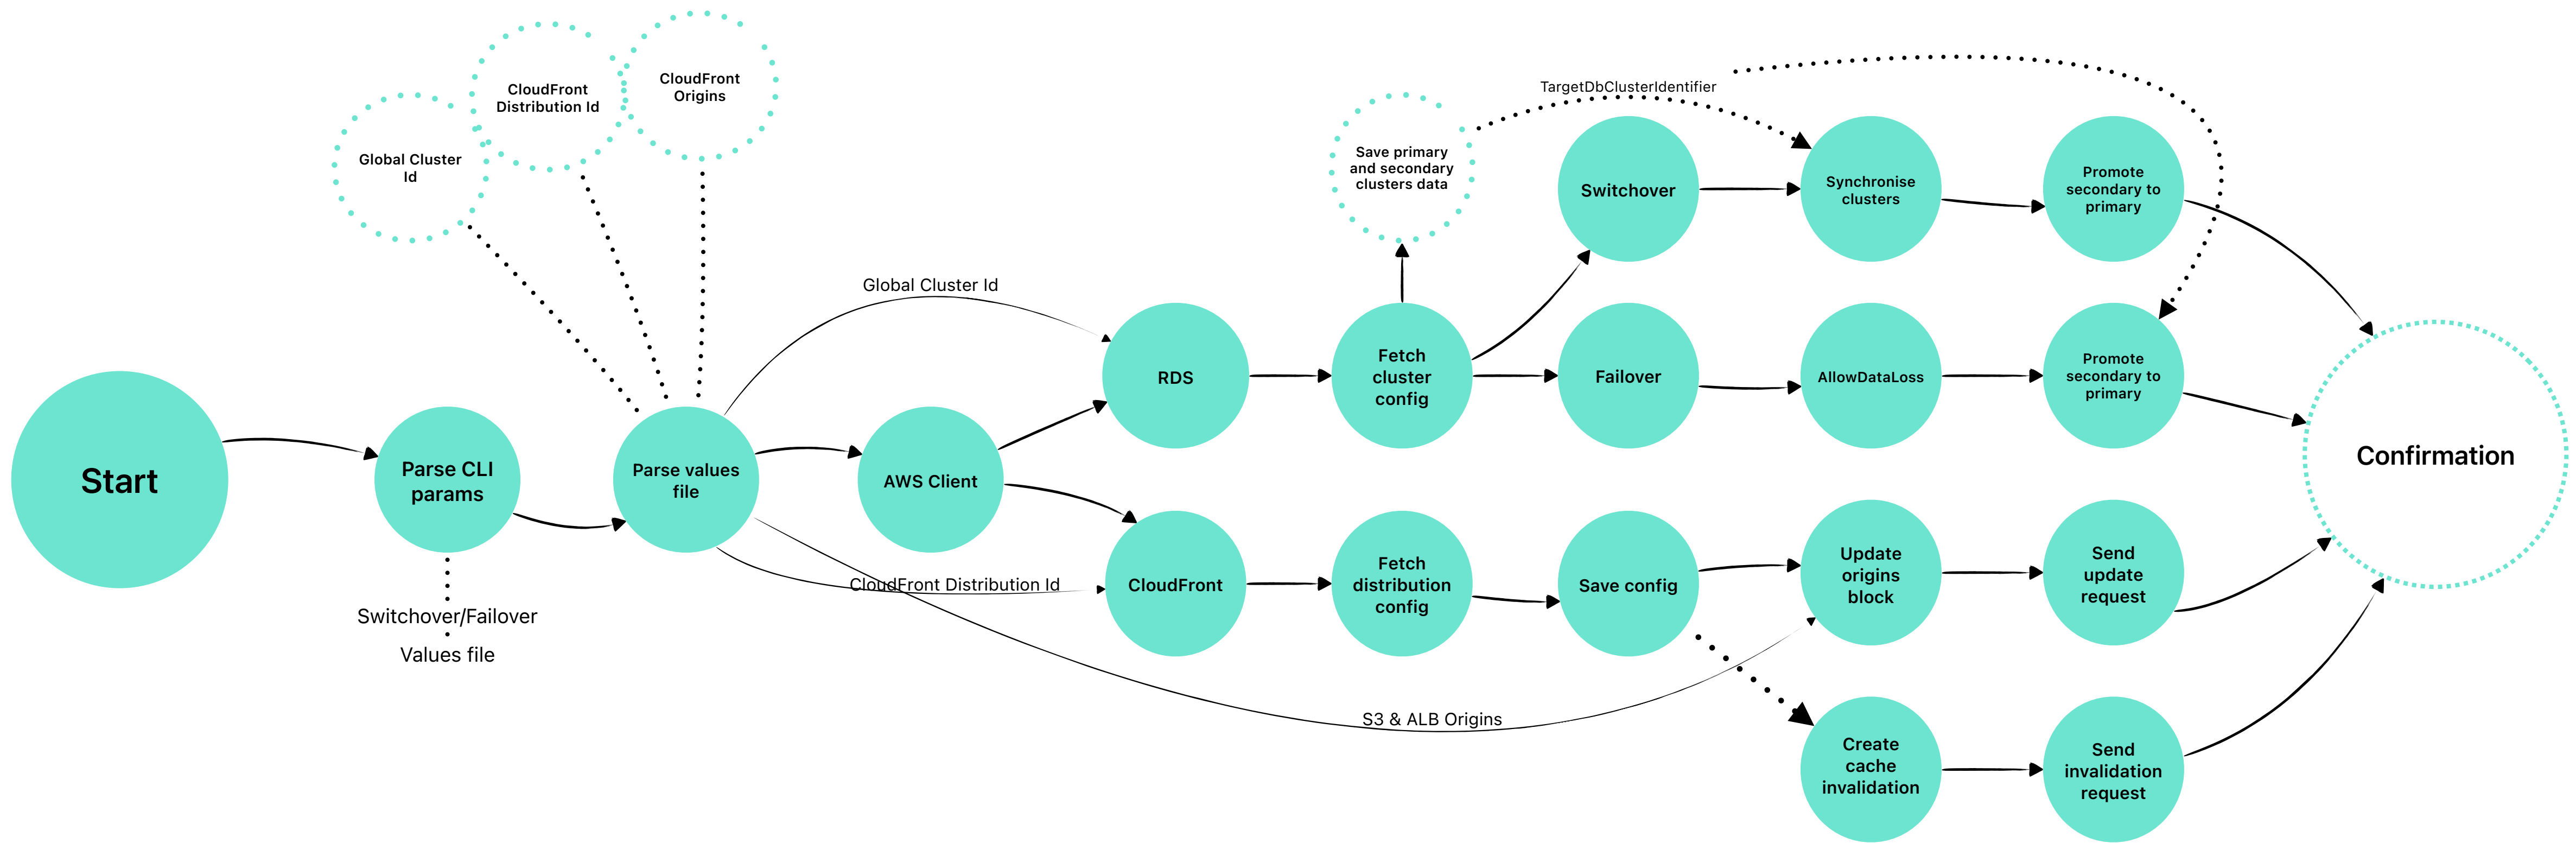 CloudFront
Origins
CloudFront
Distribution Id
Global Cluster
Id
TargetDbClusterIdentifier
Save primary
and secondary
clusters data
Switchover
Synchronise
clusters
Promote
secondary to
primary
Global Cluster Id
RDS
Fetch
cluster
config
Failover
AllowDataLoss
Promote
secondary to
primary
Confirmation
Start
Parse CLI
params
Parse values
file
AWS Client
Switchover/Failover
Values file
CloudFront Distribution Id
CloudFront
Fetch
distribution
config
Save config
Update
origins
block
Send
update
request
S3 & ALB Origins
Create
cache
invalidation
Send
invalidation
request